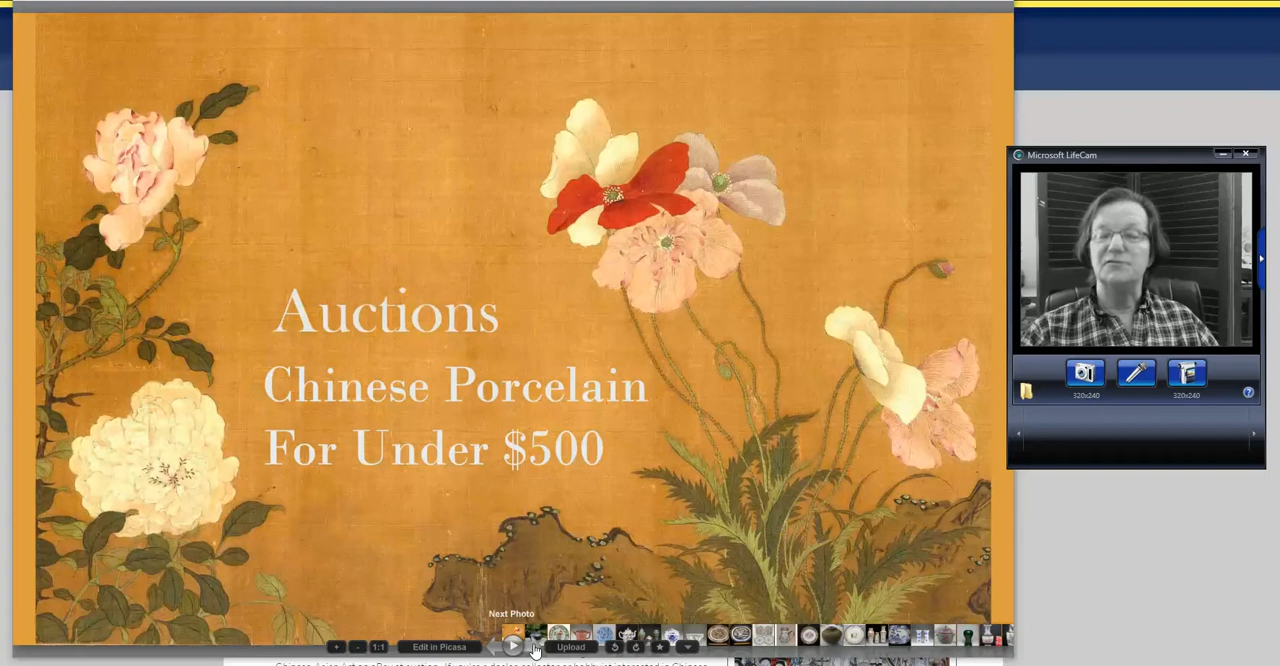 Microsoft LifeCam
Auctions
Chinese Porcelain
For Under $500
320x240
320x240
Next Photo
+
-
1:1
Edit in Picasa
Upload